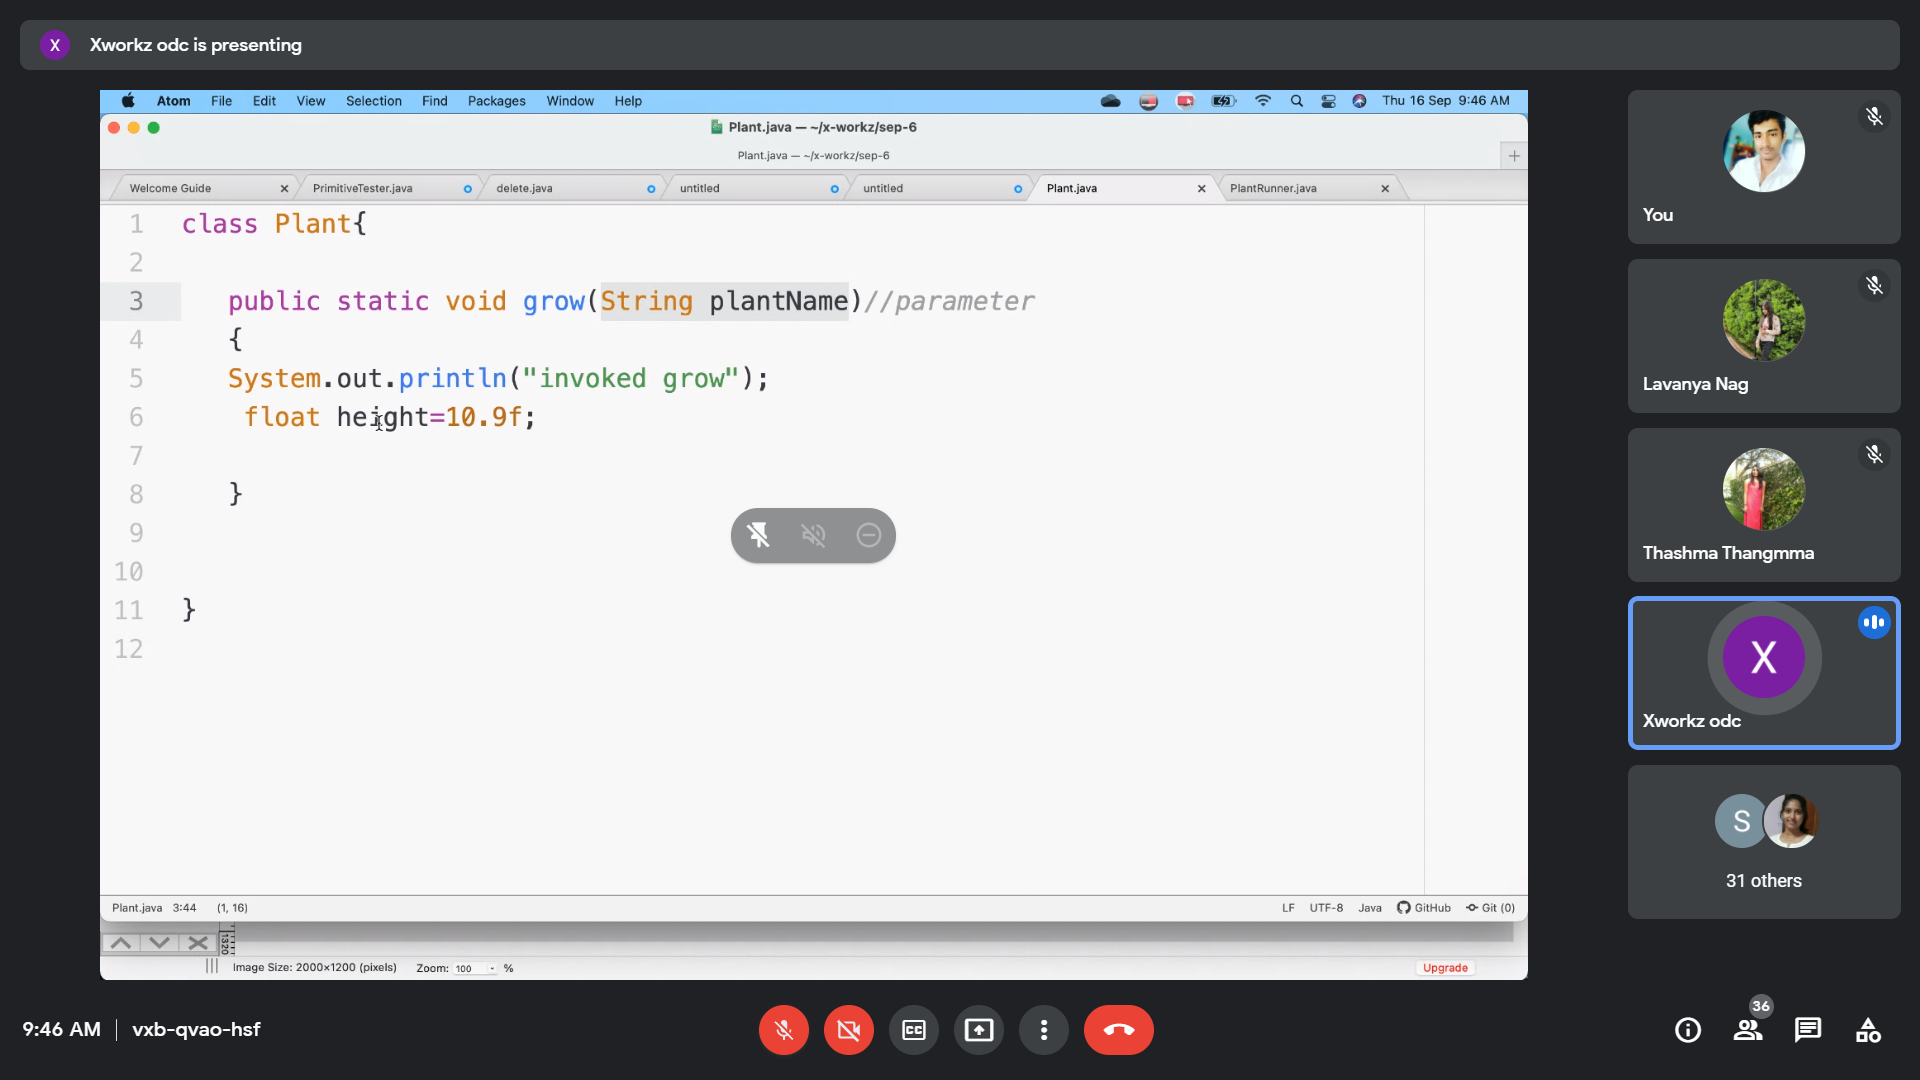 X Xworkz odc is presenting
Atom File Edit View Selection Find Packages Window Help Thu 16 Sep 9:46 AM
Plant.java — ~/x-workz/sep-6
Plant.java — ~/x-workz/sep-6
Welcome Guide PrimitiveTester.java delete.java untitled untitled Plant.java PlantRunner.java
1 class Plant{
2
3 public static void grow(String plantName)//parameter
4 {
5 System.out.println("invoked grow");
6 float height=10.9f;
7
8 }
9
10
11 }
12
Plant.java 3:44 (1, 16) LF UTF-8 Java GitHub Git (0)
1320
Image Size: 2000×1200 (pixels) Zoom: 100 % Upgrade
You
Lavanya Nag
Thashma Thangmma
X
Xworkz odc
S
31 others
9:46 AM | vxb-qvao-hsf
CC
36